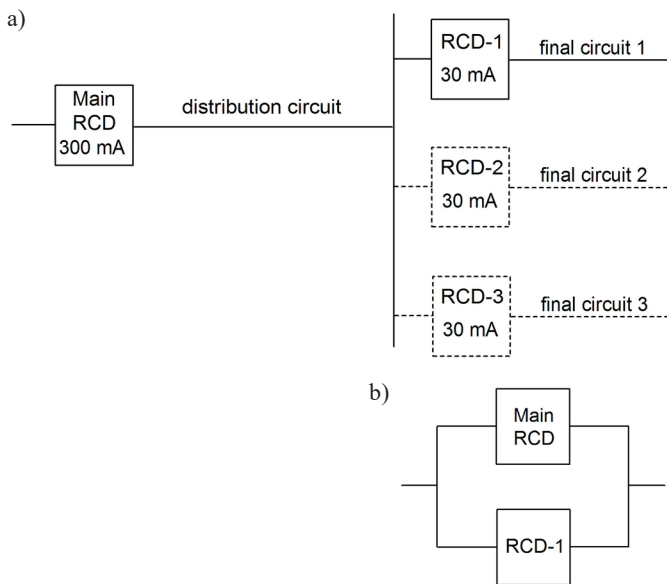 a)
Main
RCD
300 mA
distribution circuit
RCD-1
30 mA
final circuit 1
RCD-2
30 mA
final circuit 2
RCD-3
30 mA
final circuit 3
b)
Main
RCD
RCD-1